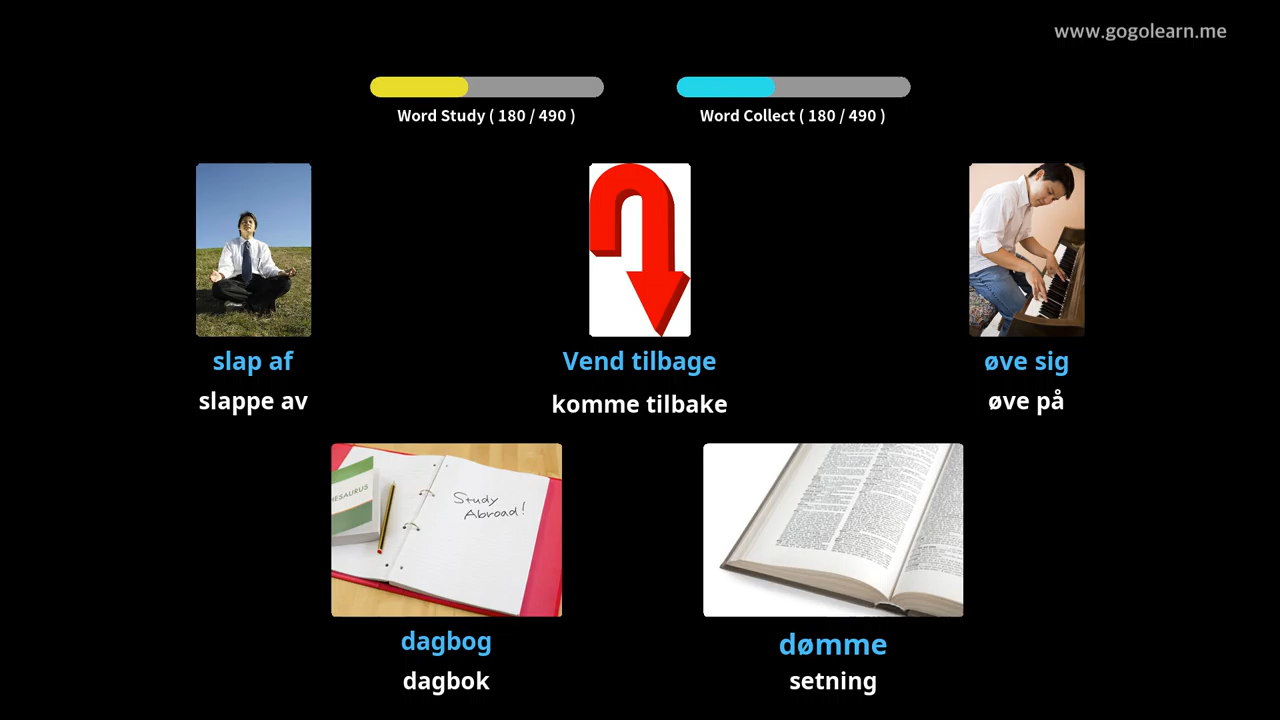 www.gogolearn.me
Word Study ( 180 / 490 )
Word Collect ( 180 / 490 )
slap af
slappe av
Vend tilbage
komme tilbake
øve sig
øve på
HESAURUS
Study
Abroad!
dagbog
dagbok
dømme
setning